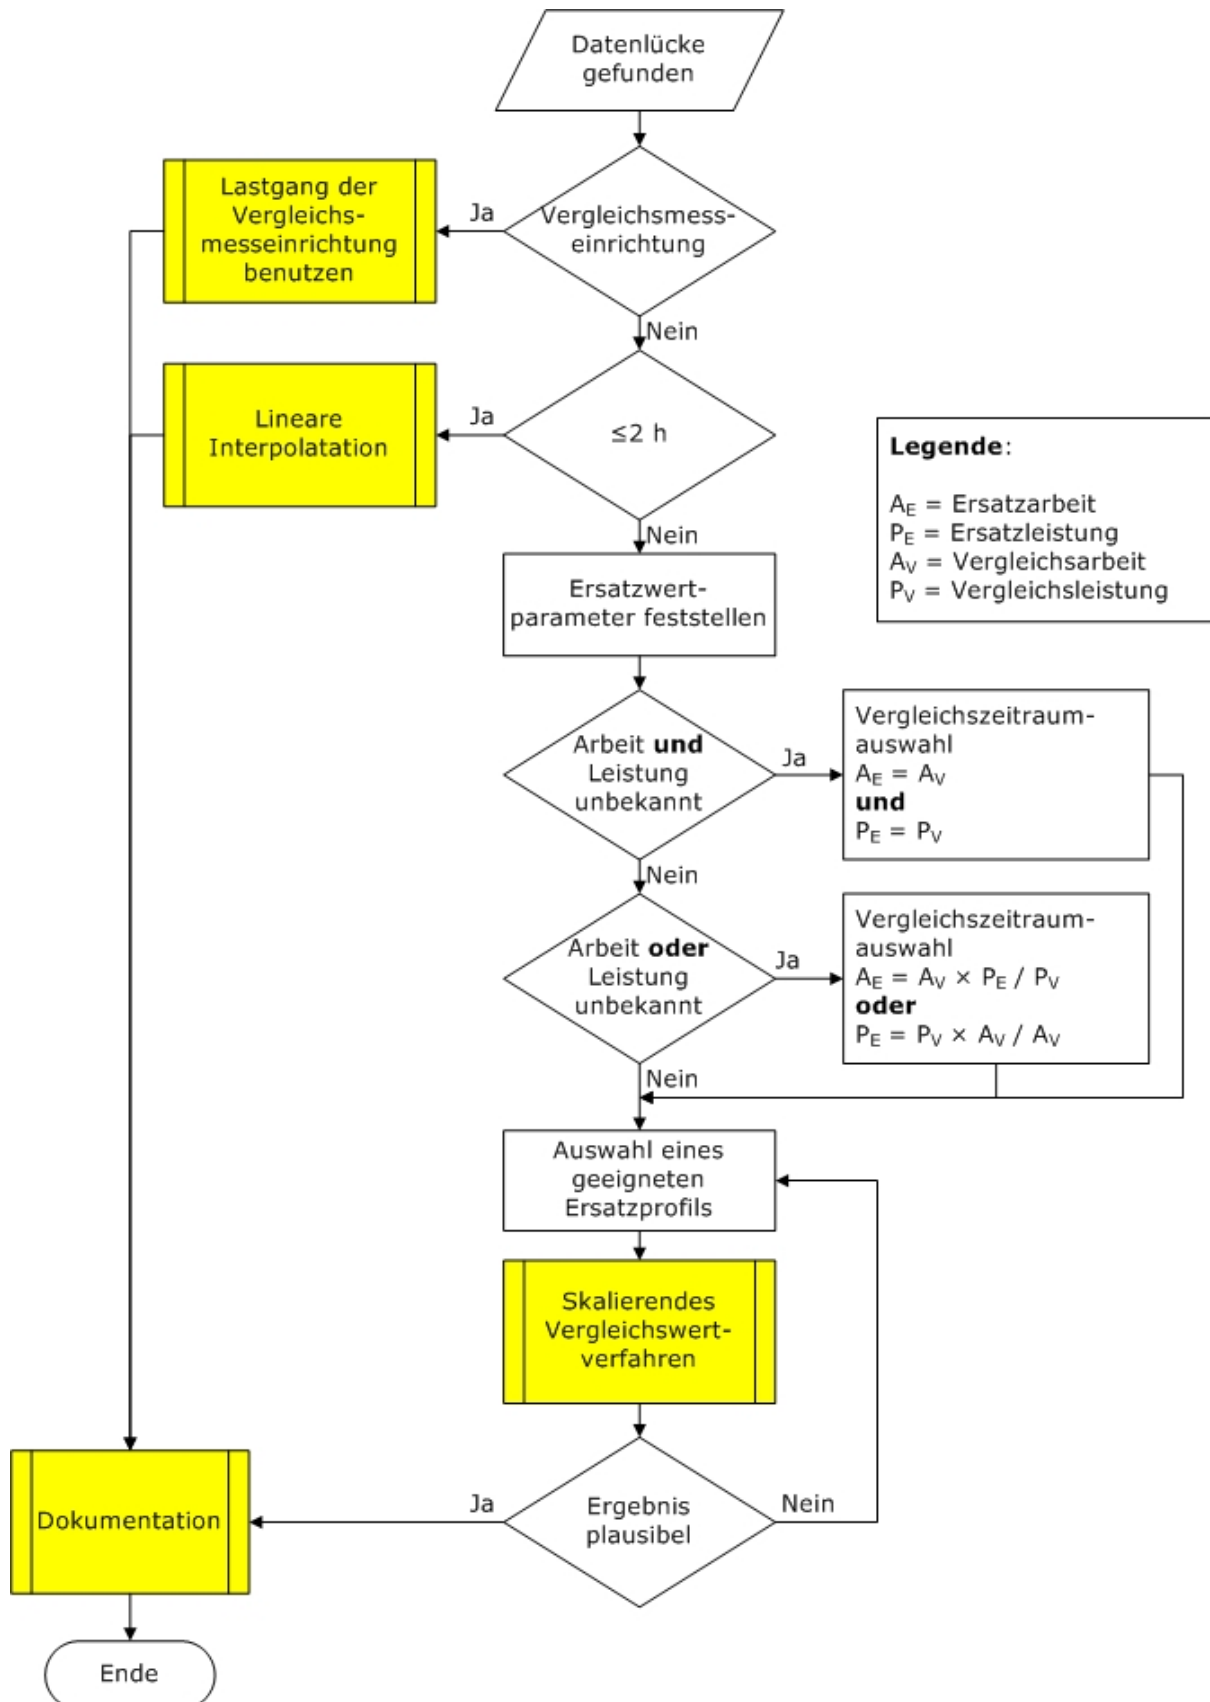 Datenlücke
gefunden
Lastgang der
Vergleichs-
messeinrichtung
benutzen
Ja
Vergleichsmess-
einrichtung
Nein
Lineare
Interpolatation
Ja
≤2 h
Nein
Legende:
A_E = Ersatzarbeit
P_E = Ersatzleistung
A_V = Vergleichsarbeit
P_V = Vergleichsleistung
Ersatzwert-
parameter feststellen
Arbeit und
Leistung
unbekannt
Ja
Vergleichszeitraum-
auswahl
A_E = A_V
und
P_E = P_V
Nein
Arbeit oder
Leistung
unbekannt
Ja
Vergleichszeitraum-
auswahl
A_E = A_V × P_E / P_V
oder
P_E = P_V × A_V / A_V
Nein
Auswahl eines
geeigneten
Ersatzprofils
Skalierendes
Vergleichswert-
verfahren
Ergebnis
plausibel
Ja
Nein
Dokumentation
Ende